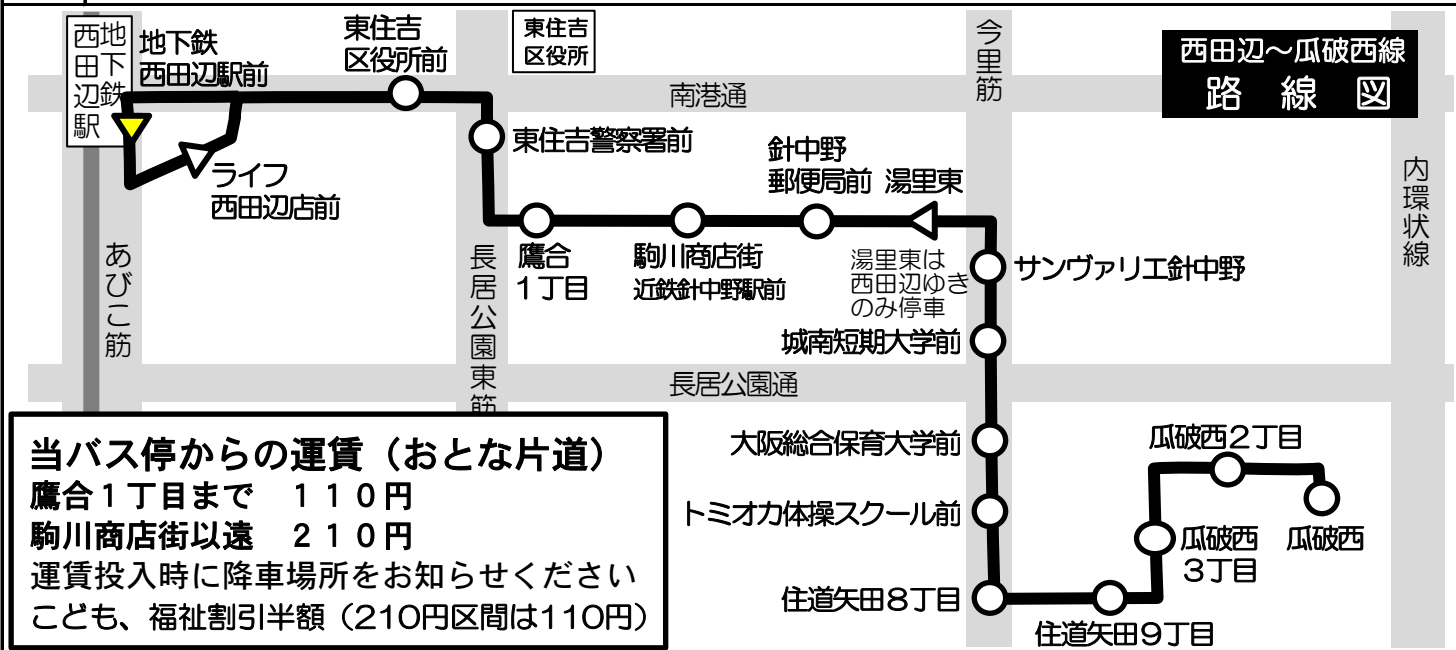 西田辺～瓜破西線
路線図
地下鉄
西田辺駅
地下鉄
西田辺駅前
東住吉
区役所前
東住吉
区役所
今里筋
南港通
内環状線
ライフ
西田辺店前
東住吉警察署前
針中野
郵便局前
湯里東
あびこ筋
長居公園東筋
鷹合
1丁目
駒川商店街
近鉄針中野駅前
湯里東は
西田辺ゆき
のみ停車
サンヴァリエ針中野
城南短期大学前
長居公園通
大阪総合保育大学前
トミオカ体操スクール前
住道矢田8丁目
住道矢田9丁目
瓜破西
3丁目
瓜破西2丁目
瓜破西
当バス停からの運賃（おとな片道）
鷹合１丁目まで　１１０円
駒川商店街以遠　２１０円
運賃投入時に降車場所をお知らせください
こども、福祉割引半額（210円区間は110円）